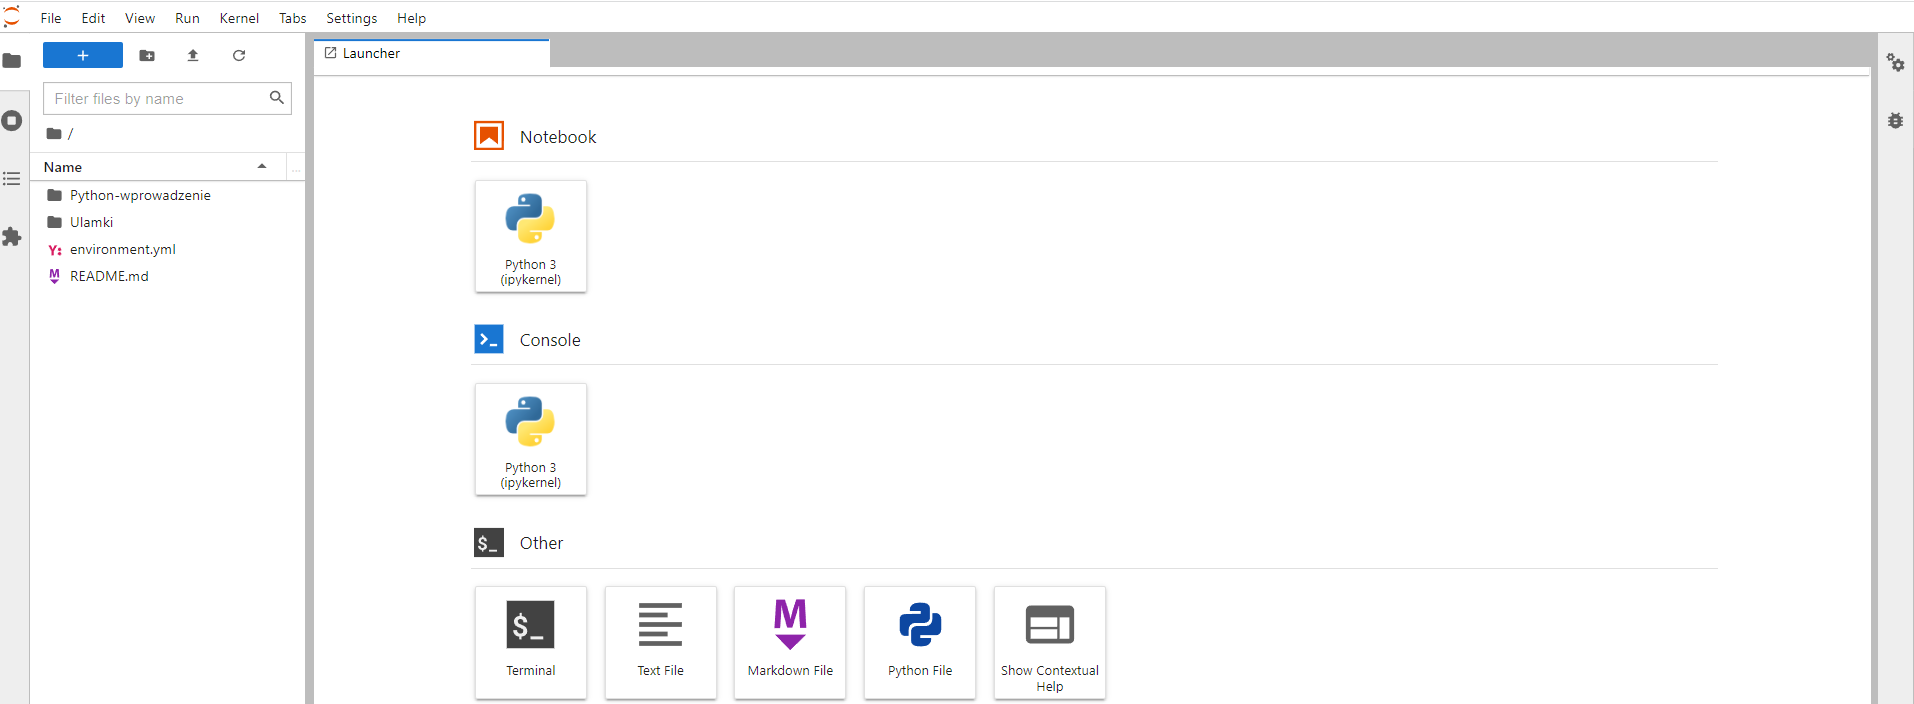 File Edit View Run Kernel Tabs Settings Help
+
Filter files by name
/
Name
...
Python-wprowadzenie
Ulamki
Y: environment.yml
M README.md
Launcher
Notebook
Python 3
(ipykernel)
>_ Console
Python 3
(ipykernel)
$_ Other
$_
Terminal
Text File
M
Markdown File
Python File
Show Contextual
Help